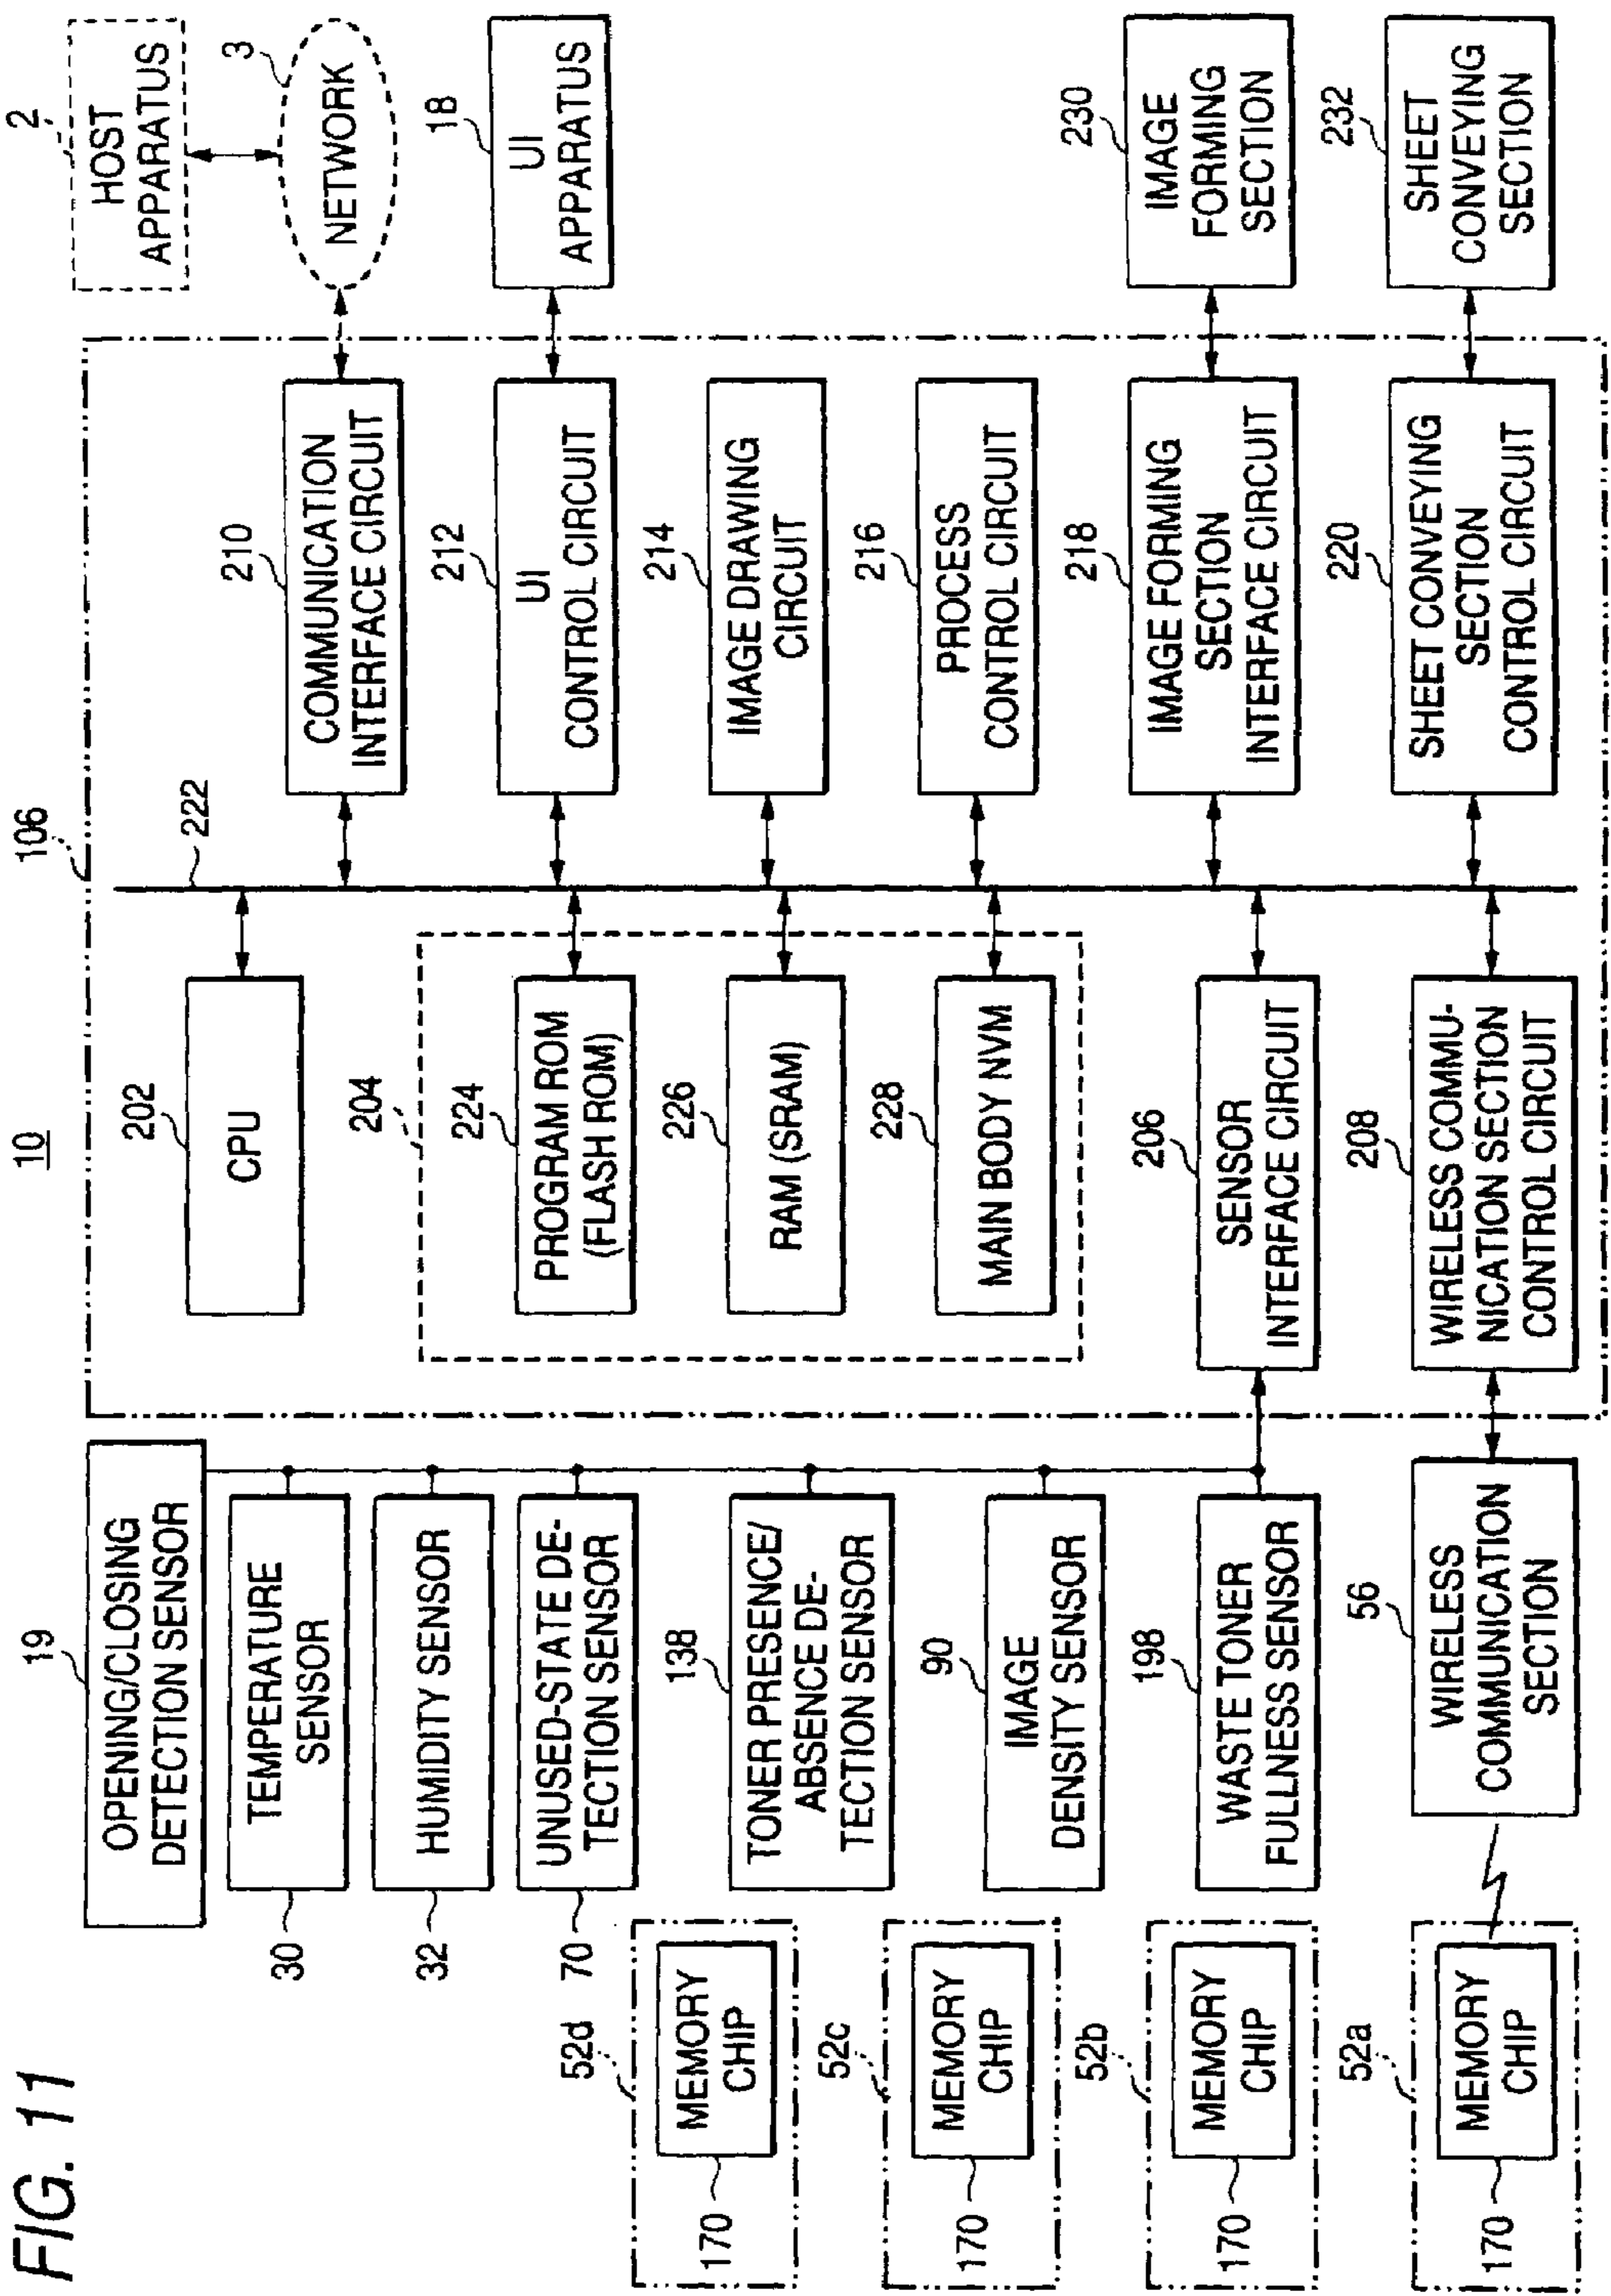 FIG. 11
10
2
HOST
APPARATUS
3
NETWORK
18
UI
APPARATUS
230
IMAGE
FORMING
SECTION
232
SHEET
CONVEYING
SECTION
106
222
210
COMMUNICATION
INTERFACE CIRCUIT
212
UI
CONTROL CIRCUIT
214
IMAGE DRAWING
CIRCUIT
216
PROCESS
CONTROL CIRCUIT
218
IMAGE FORMING
SECTION
INTERFACE CIRCUIT
220
SHEET CONVEYING
SECTION
CONTROL CIRCUIT
202
CPU
204
224
PROGRAM ROM
(FLASH ROM)
226
RAM (SRAM)
228
MAIN BODY NVM
206
SENSOR
INTERFACE CIRCUIT
208
WIRELESS COMMU-
NICATION SECTION
CONTROL CIRCUIT
19
OPENING/CLOSING
DETECTION SENSOR
TEMPERATURE
SENSOR
30
HUMIDITY SENSOR
32
UNUSED-STATE DE-
TECTION SENSOR
70
138
TONER PRESENCE/
ABSENCE DE-
TECTION SENSOR
90
IMAGE
DENSITY SENSOR
198
WASTE TONER
FULLNESS SENSOR
56
WIRELESS
COMMUNICATION
SECTION
52d
MEMORY
CHIP
170
52c
MEMORY
CHIP
170
52b
MEMORY
CHIP
170
52a
MEMORY
CHIP
170